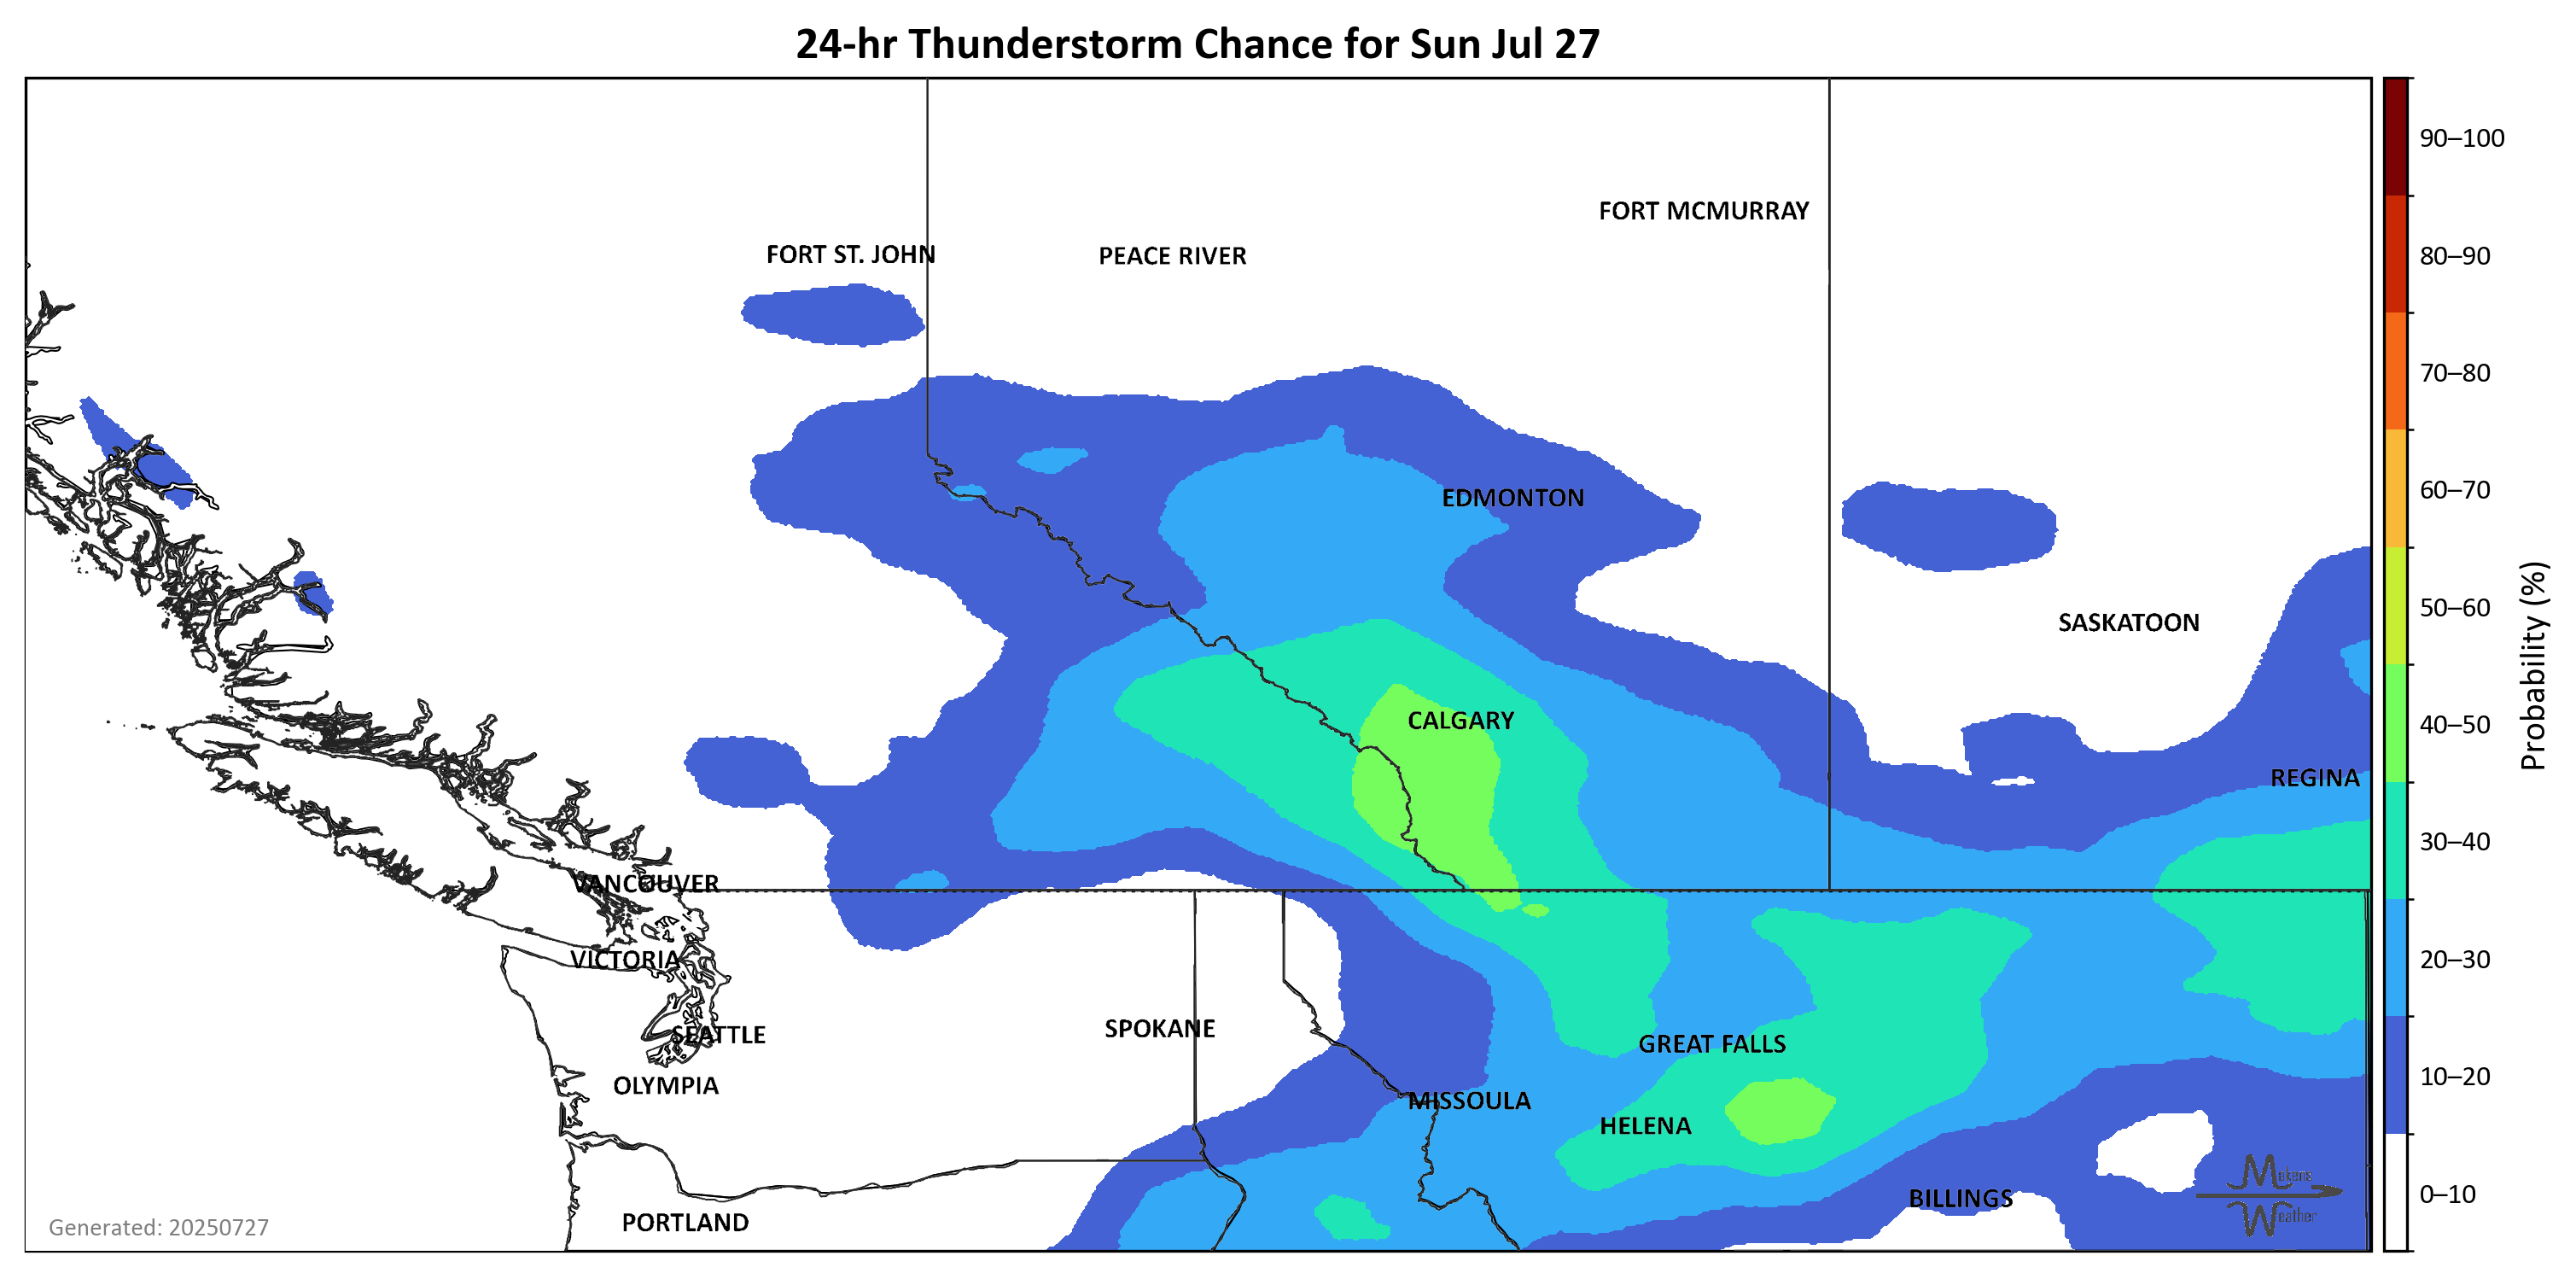 24-hr Thunderstorm Chance for Sun Jul 27
90–100
FORT MCMURRAY
FORT ST. JOHN
PEACE RIVER
80–90
70–80
60–70
EDMONTON
50–60
SASKATOON
Probability (%)
CALGARY
40–50
REGINA
30–40
VANCOUVER
VICTORIA
20–30
SPOKANE
SEATTLE
GREAT FALLS
OLYMPIA
10–20
MISSOULA
HELENA
Mekens
Weather
0–10
BILLINGS
PORTLAND
Generated: 20250727